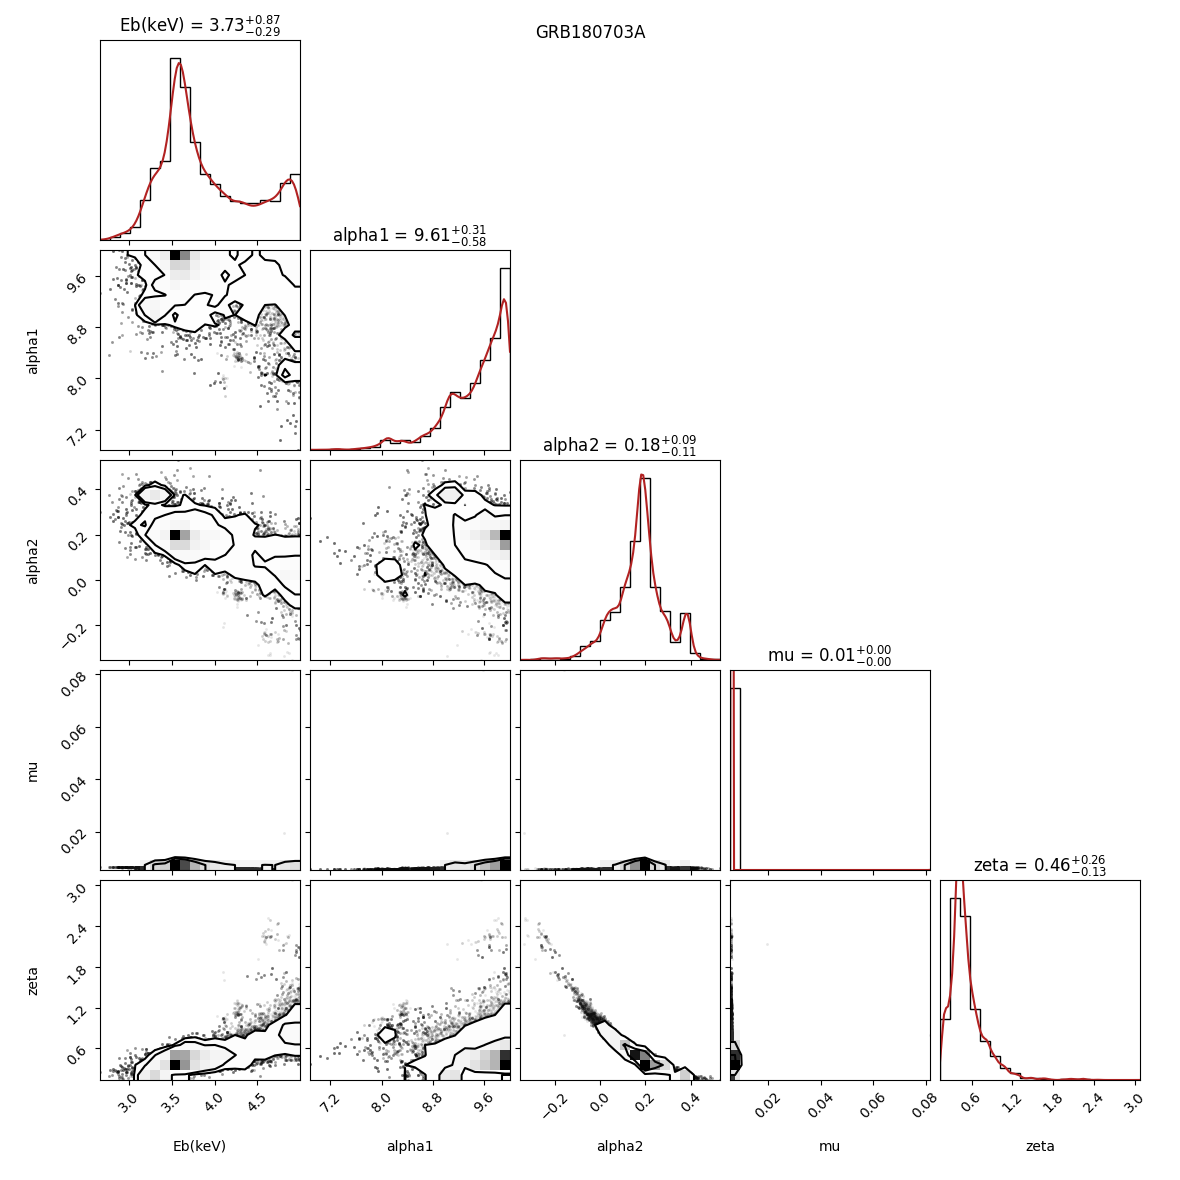 GRB180703A
Eb(keV) = 3.73+0.87−0.29
alpha1 = 9.61+0.31−0.58
9.6
8.8
8.0
7.2
alpha1
alpha2 = 0.18+0.09−0.11
0.4
0.2
0.0
−0.2
alpha2
mu = 0.01+0.00−0.00
0.08
0.06
0.04
0.02
mu
zeta = 0.46+0.26−0.13
3.0
2.4
1.8
1.2
0.6
zeta
3.0 3.5 4.0 4.5
7.2 8.0 8.8 9.6
−0.2 0.0 0.2 0.4
0.02 0.04 0.06 0.08
0.6 1.2 1.8 2.4 3.0
Eb(keV) alpha1 alpha2 mu zeta